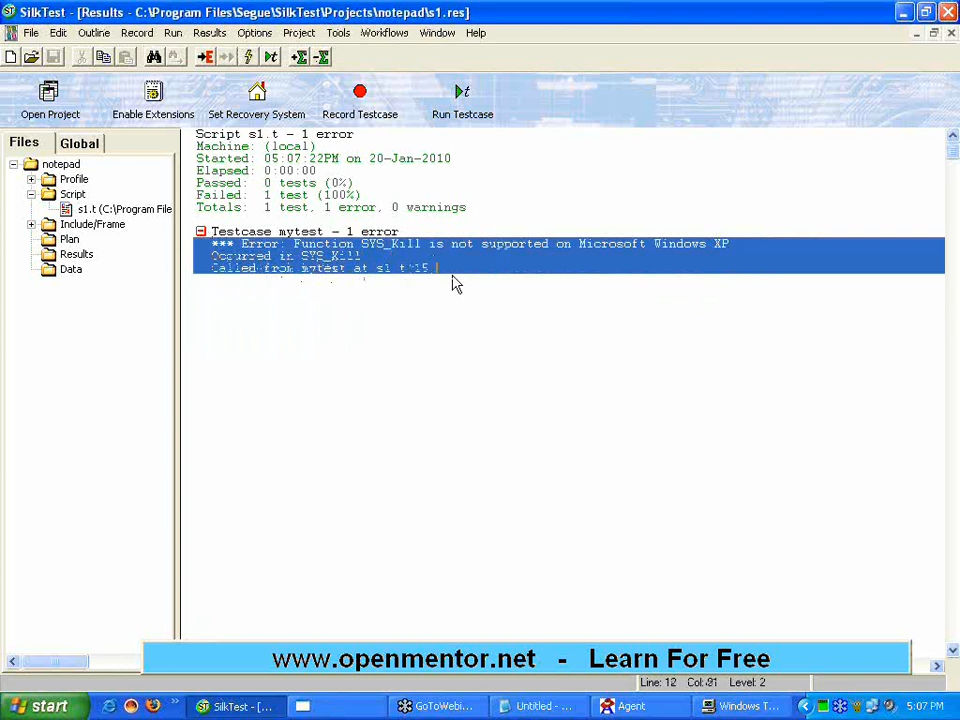 SilkTest - [Results - C:\Program Files\Segue\SilkTest\Projects\notepad\s1.res]
File Edit Outline Record Run Results Options Project Tools Workflows Window Help
Open Project Enable Extensions Set Recovery System Record Testcase Run Testcase
Files Global
notepad
Profile
Script
s1.t (C:\Program File
Include/Frame
Plan
Results
Data
Script s1.t - 1 error
Machine: (local)
Started: 05:07:22PM on 20-Jan-2010
Elapsed: 0:00:00
Passed: 0 tests (0%)
Failed: 1 test (100%)
Totals: 1 test, 1 error, 0 warnings
Testcase mytest - 1 error
*** Error: Function SYS_Kill is not supported on Microsoft Windows XP
Occurred in SYS_Kill
Called from mytest at s1.t
www.openmentor.net - Learn For Free
Line: 12 Level: 2
start SilkTest - [... GoToWebi... Untitled - ... Agent Windows T... 5:07 PM